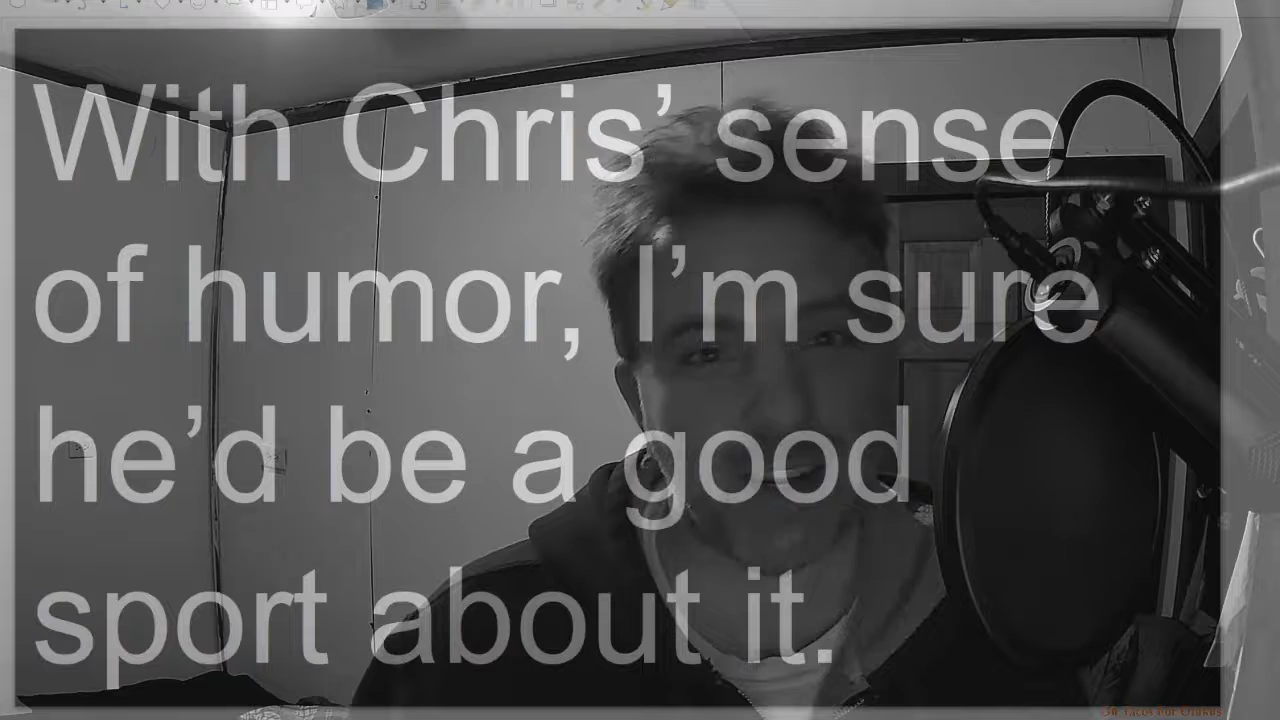 With Chris’ sense
of humor, I’m sure
he’d be a good
sport about it.